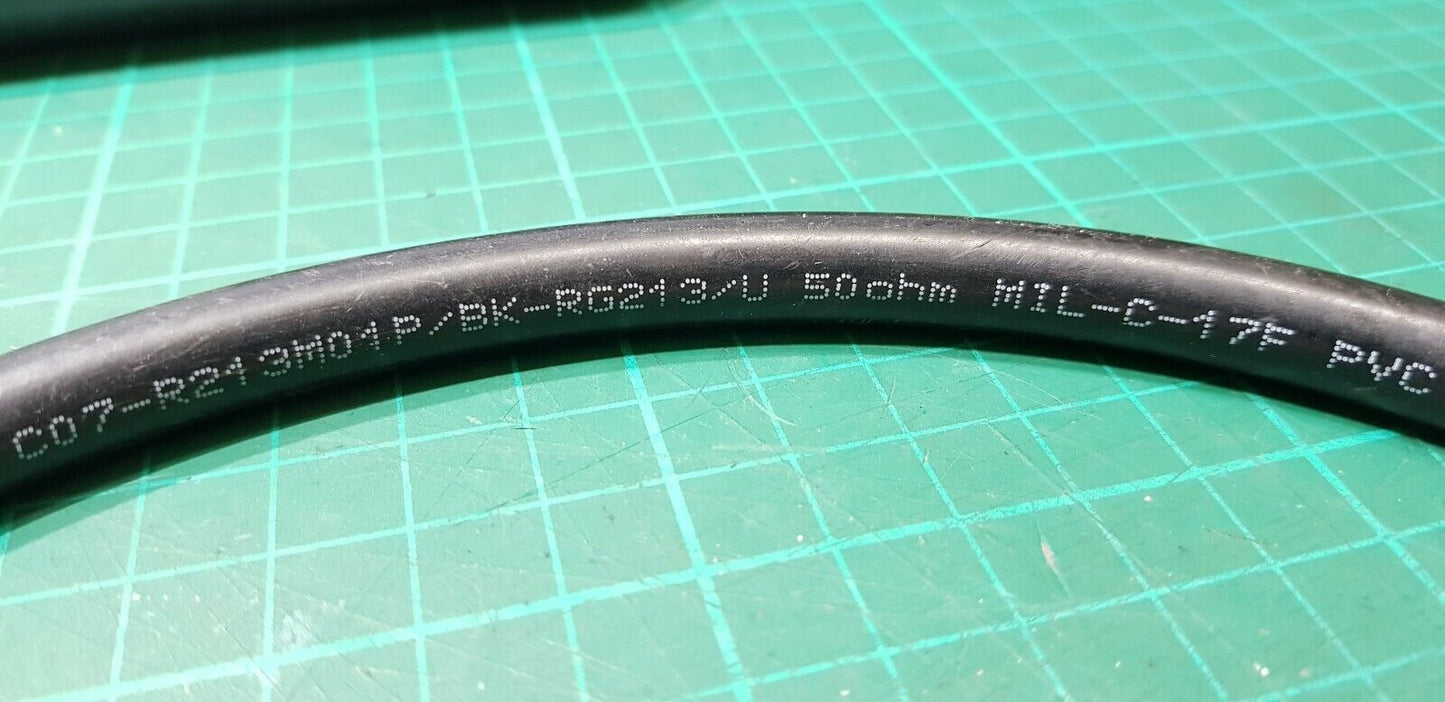 C07-R213M01P/BK-RG213/U 50ohm MIL-C-17F PVC